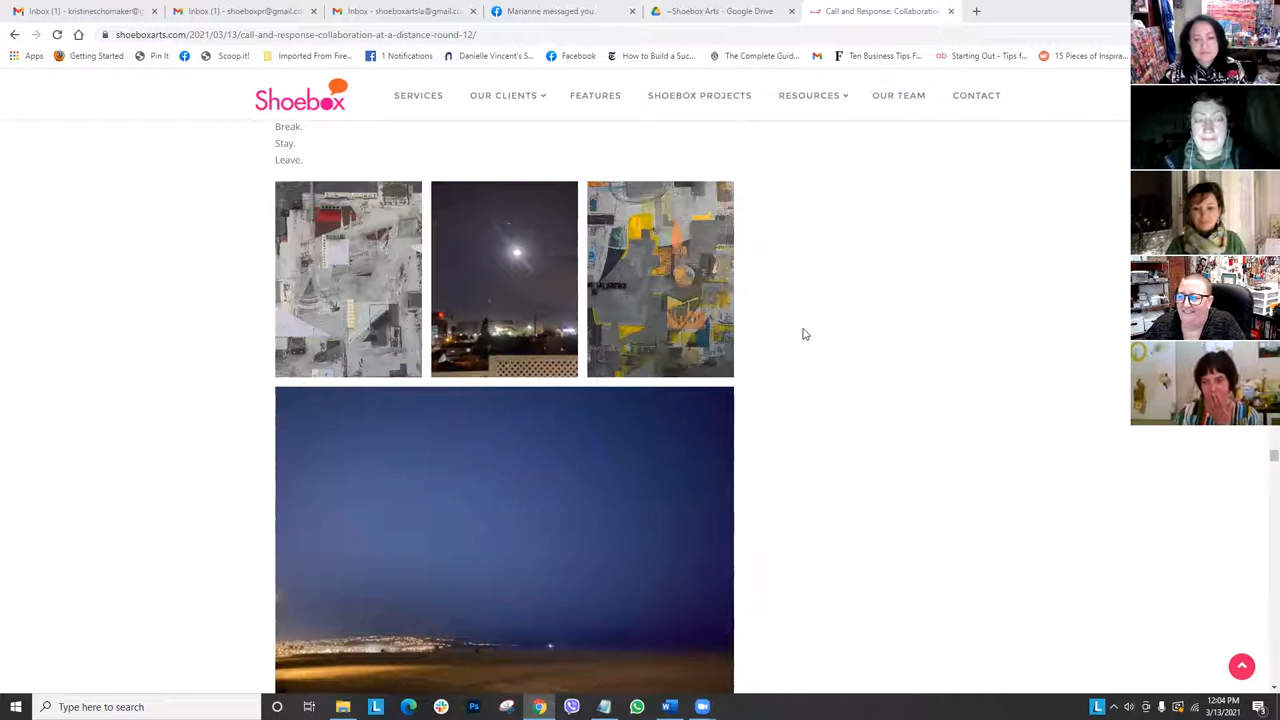 Inbox (1) - kristineschomaker@g
Inbox (1) - shoeboxpr@gmail.co
Inbox - shoeboxartsla@gmail.c
Marianne messaged you
~Shoebox Arts - Google Drive
Call and Response: Collaboratio
shoeboxarts.com/2021/03/13/call-and-response-collaboration-at-a-distance-phase-12/
Apps
Getting Started
Pin It
Scoop.it!
Imported From Fire...
1 Notificatio...
Danielle Vincent's...
Facebook
How to Build a Suc...
The Complete Guid...
Ten Business Tips F...
Starting Out - Tips f...
15 Pieces of Inspira...
Shoebox
SERVICES
OUR CLIENTS
FEATURES
SHOEBOX PROJECTS
RESOURCES
OUR TEAM
CONTACT
Break.
Stay.
Leave.
Type here to search
12:04 PM
3/13/2021